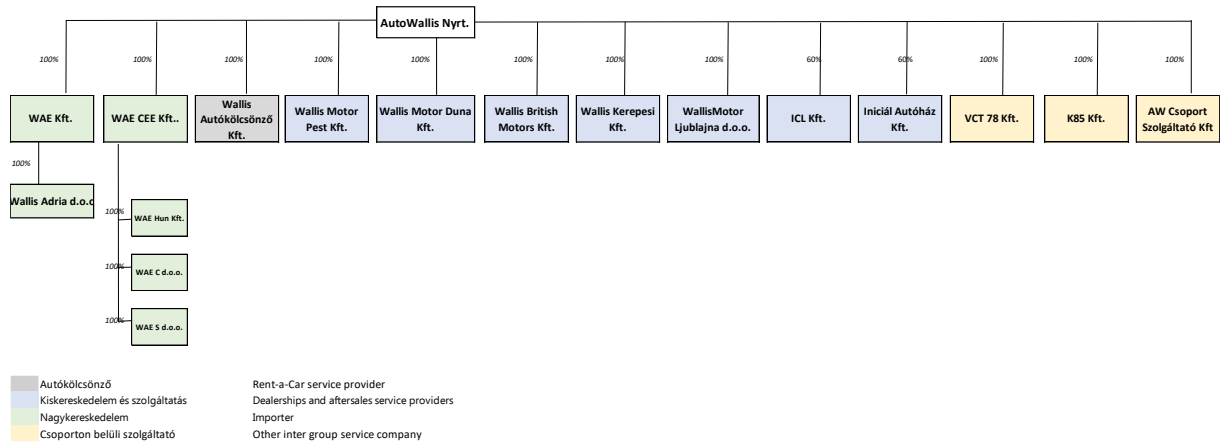 AutoWallis Nyrt.
100%
100%
100%
100%
100%
100%
100%
100%
60%
60%
100%
100%
100%
WAE Kft.
WAE CEE Kft..
Wallis
Autókölcsönző
Kft.
Wallis Motor
Pest Kft.
Wallis Motor Duna
Kft.
Wallis British
Motors Kft.
Wallis Kerepesi
Kft.
WallisMotor
Ljublajna d.o.o.
ICL Kft.
Iniciál Autóház
Kft.
VCT 78 Kft.
K85 Kft.
AW Csoport
Szolgáltató Kft
100%
Wallis Adria d.o.o
100%
WAE Hun Kft.
100%
WAE C d.o.o.
100%
WAE S d.o.o.
Autókölcsönző Rent-a-Car service provider
Kiskereskedelem és szolgáltatás Dealerships and aftersales service providers
Nagykereskedelem Importer
Csoporton belüli szolgáltató Other inter group service company